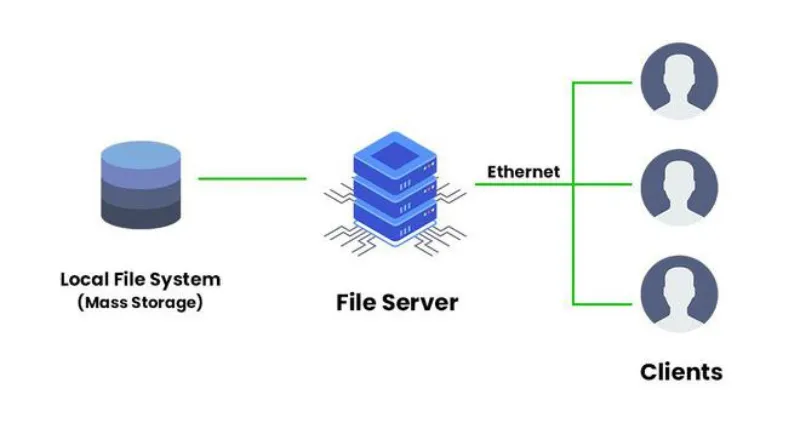 Ethernet
Local File System
(Mass Storage)
File Server
Clients